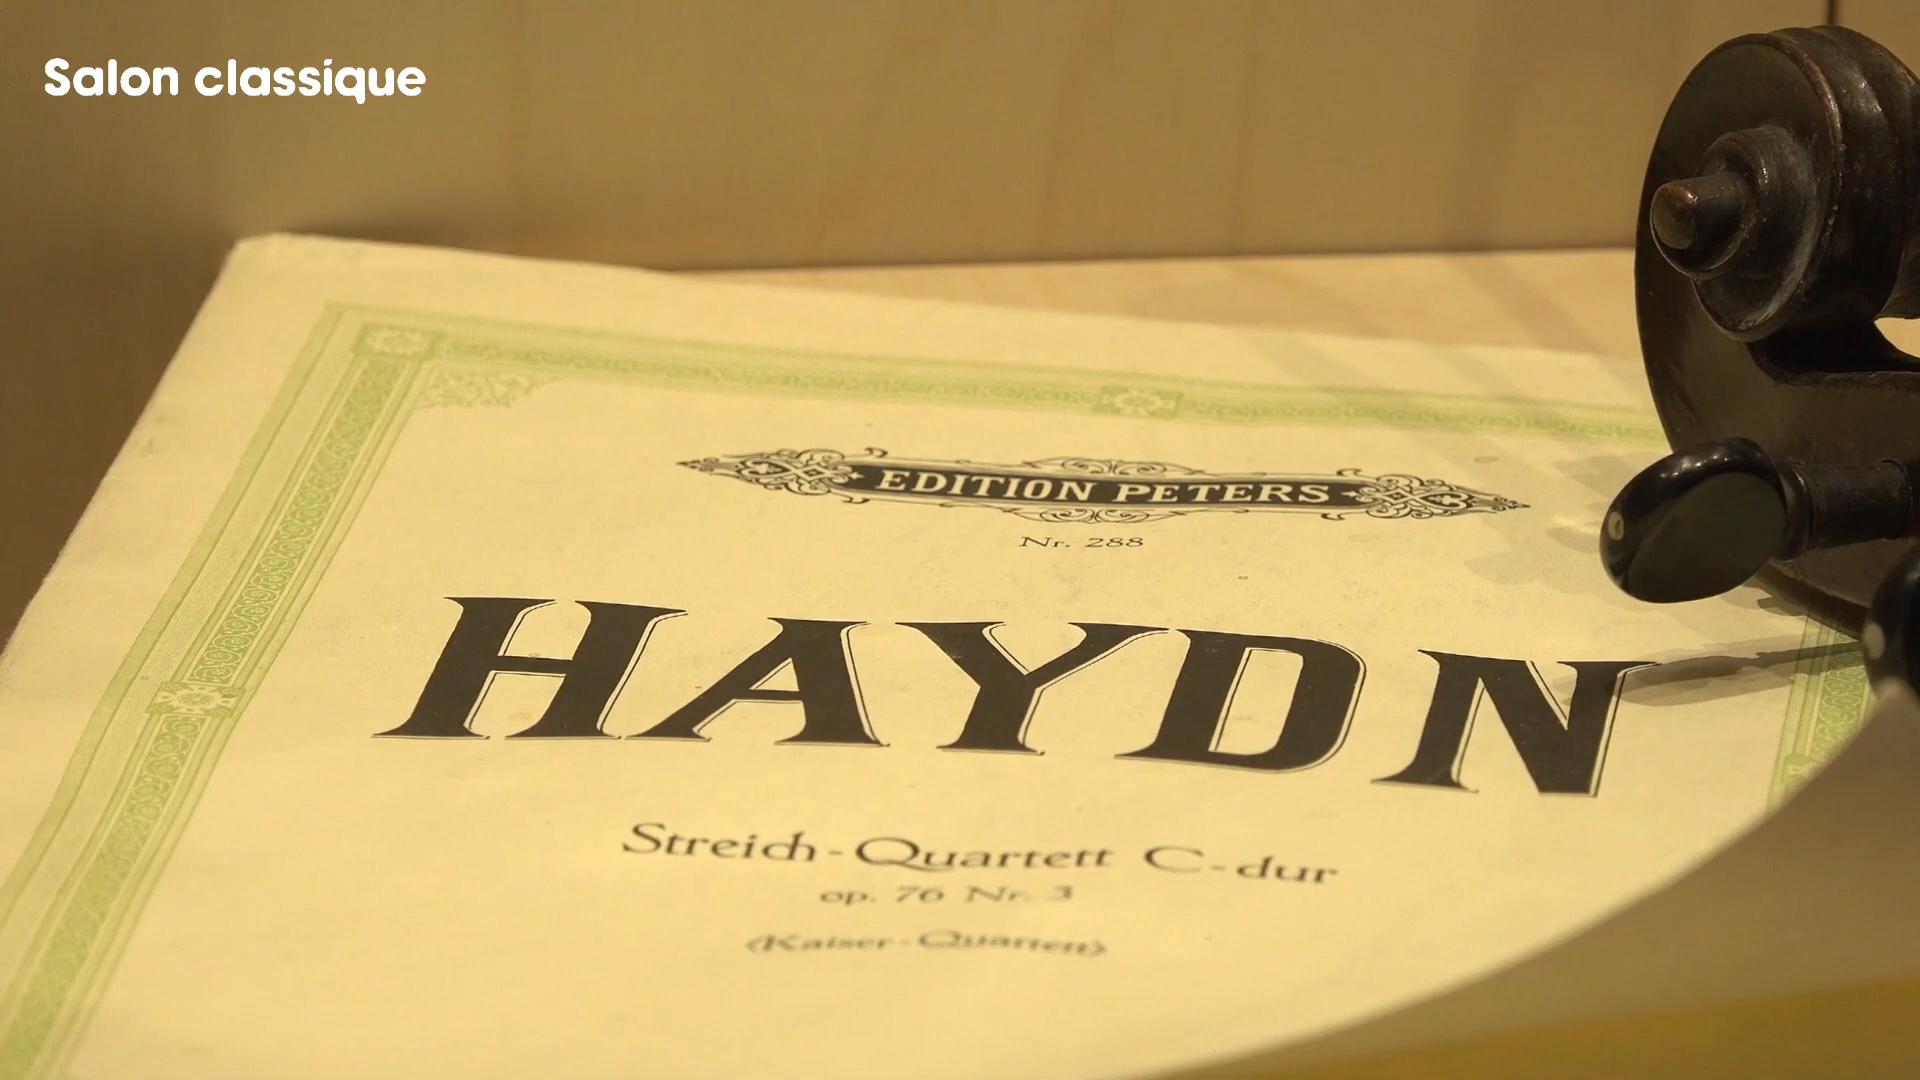 Salon classique
EDITION PETERS
Nr. 288
HAYDN
Streich-Quartett C-dur
op. 76 Nr. 3
(Kaiser-Quartett)